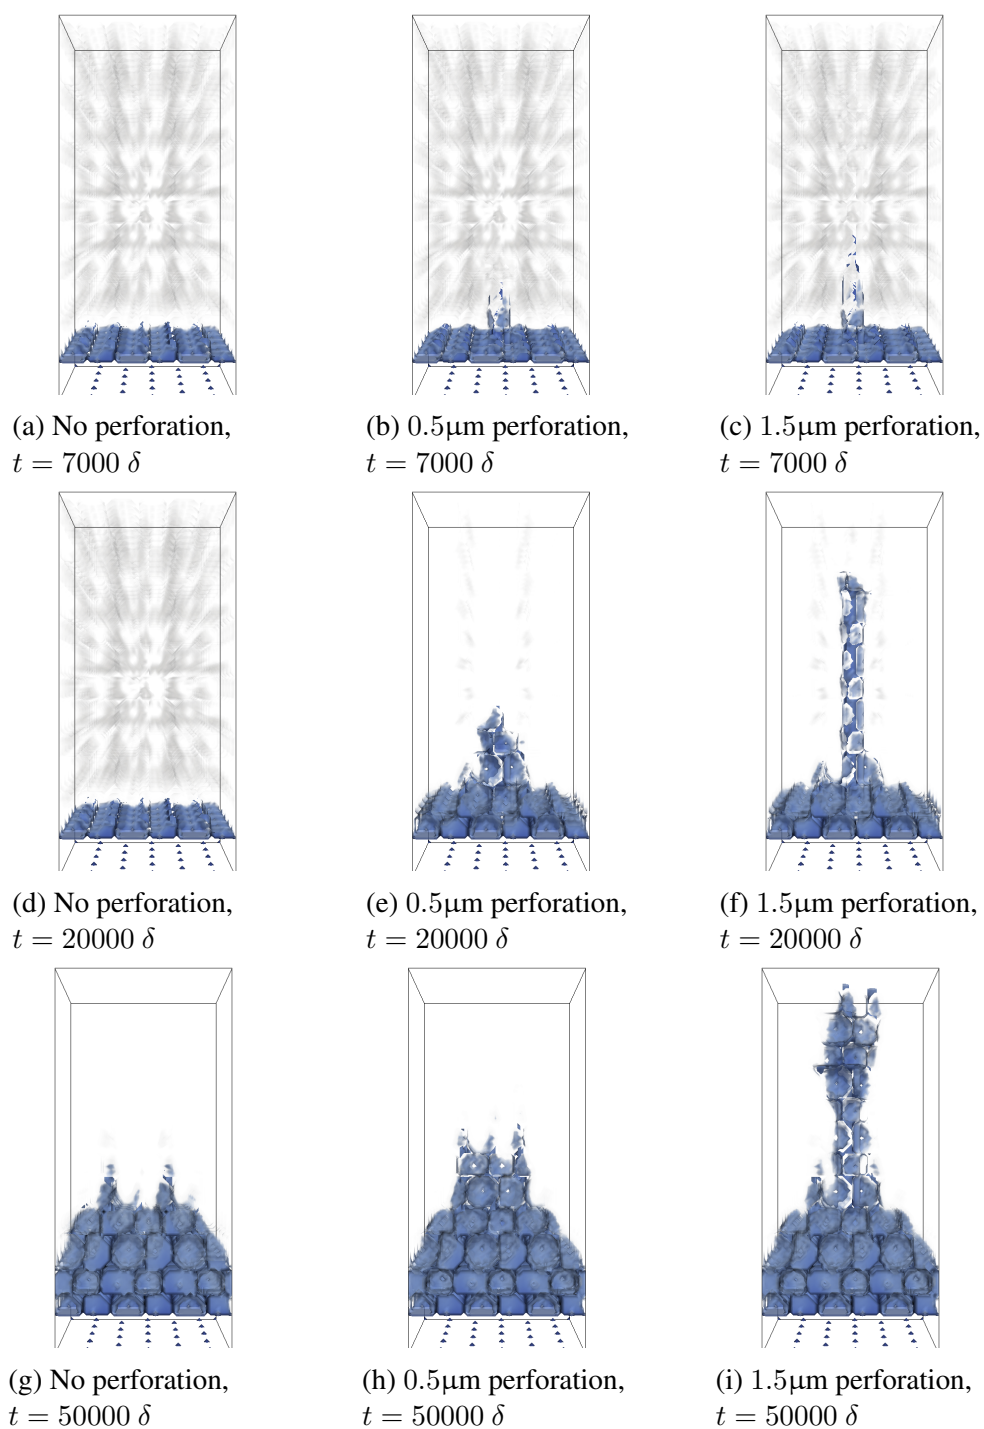 (a) No perforation,
t = 7000 δ
(b) 0.5μm perforation,
t = 7000 δ
(c) 1.5μm perforation,
t = 7000 δ
(d) No perforation,
t = 20000 δ
(e) 0.5μm perforation,
t = 20000 δ
(f) 1.5μm perforation,
t = 20000 δ
(g) No perforation,
t = 50000 δ
(h) 0.5μm perforation,
t = 50000 δ
(i) 1.5μm perforation,
t = 50000 δ